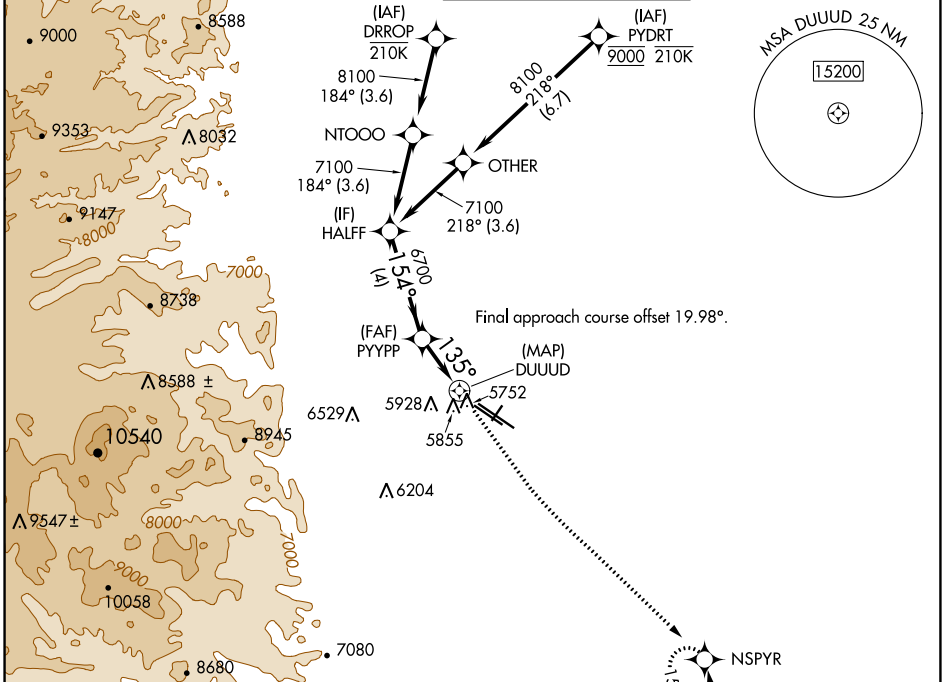 (IAF)
DRROP
210K
(IAF)
PYDRT
9000 210K
MSA DUUUD 25 NM
15200
8588
9000
8100
184° (3.6)
8100
218°
(6.7)
9353
8032
NTOOO
OTHER
7100
184° (3.6)
7100
218° (3.6)
9147
8000
(IF)
HALFF
6700
154°
(4)
7000
8738
Final approach course offset 19.98°.
(FAF)
PYYPP
135°
(MAP)
DUUUD
8588 ±
5752
5928
6529
5855
10540
8945
6204
9547 ±
8000
7000
9000
10058
7080
8680
NSPYR